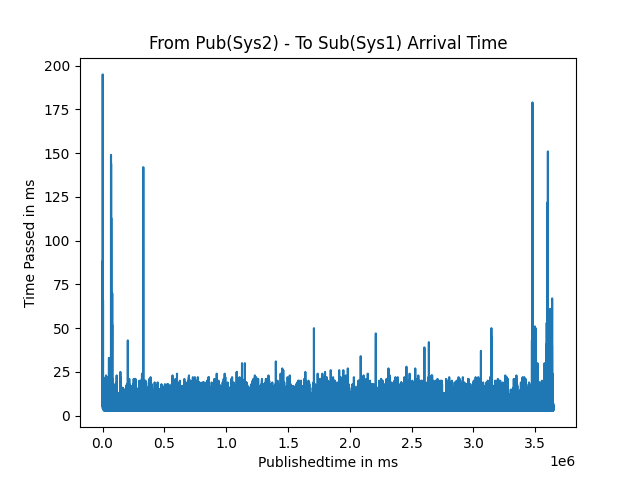 From Pub(Sys2) - To Sub(Sys1) Arrival Time
200
175
150
125
100
75
50
25
0
Time Passed in ms
0.0 0.5 1.0 1.5 2.0 2.5 3.0 3.5
1e6
Publishedtime in ms